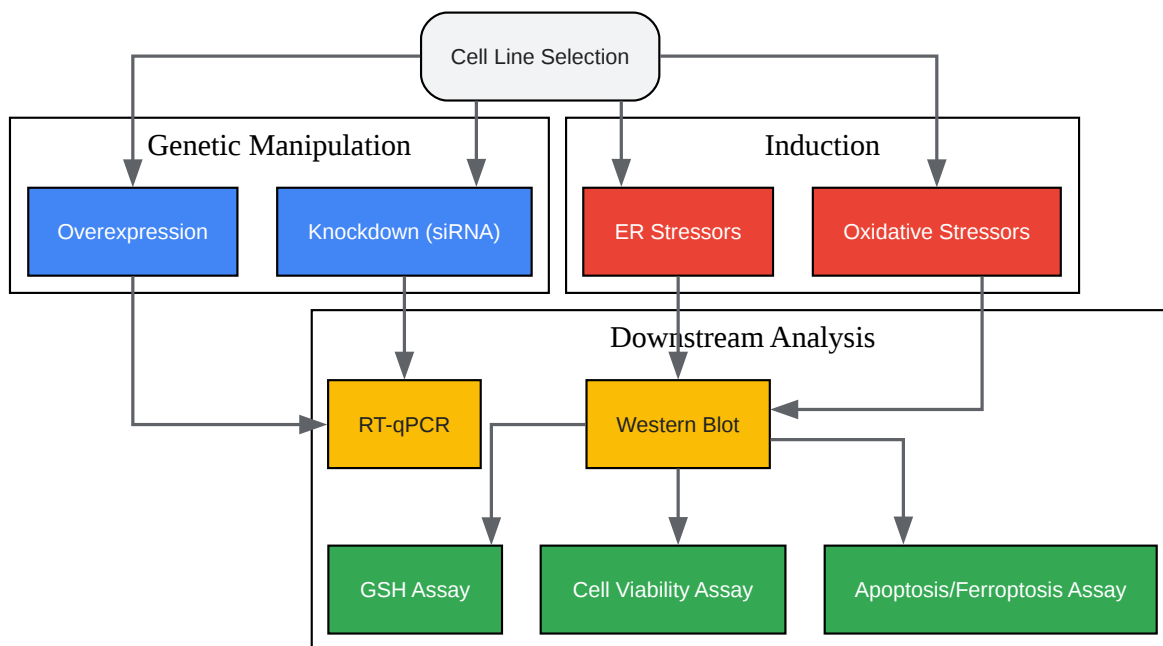 Cell Line Selection
Genetic Manipulation
Induction
Overexpression
Knockdown (siRNA)
ER Stressors
Oxidative Stressors
Downstream Analysis
RT-qPCR
Western Blot
GSH Assay
Cell Viability Assay
Apoptosis/Ferroptosis Assay